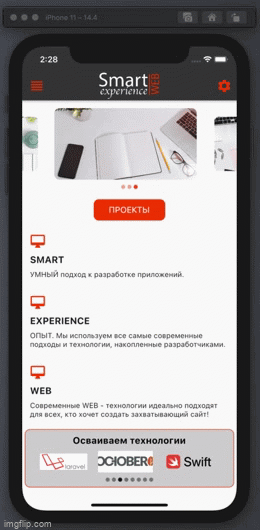 iPhone 11 – 14.4
2:28
Smart
experience
WEB
ПРОЕКТЫ
SMART
УМНЫЙ подход к разработке приложений.
EXPERIENCE
ОПЫТ. Мы используем все самые современные
подходы и технологии, накопленные разработчиками.
WEB
Современные WEB - технологии идеально подходят
для всех, кто хочет создать захватывающий сайт!
Осваиваем технологии
laravel
OCTOBER
Swift
imgflip.com